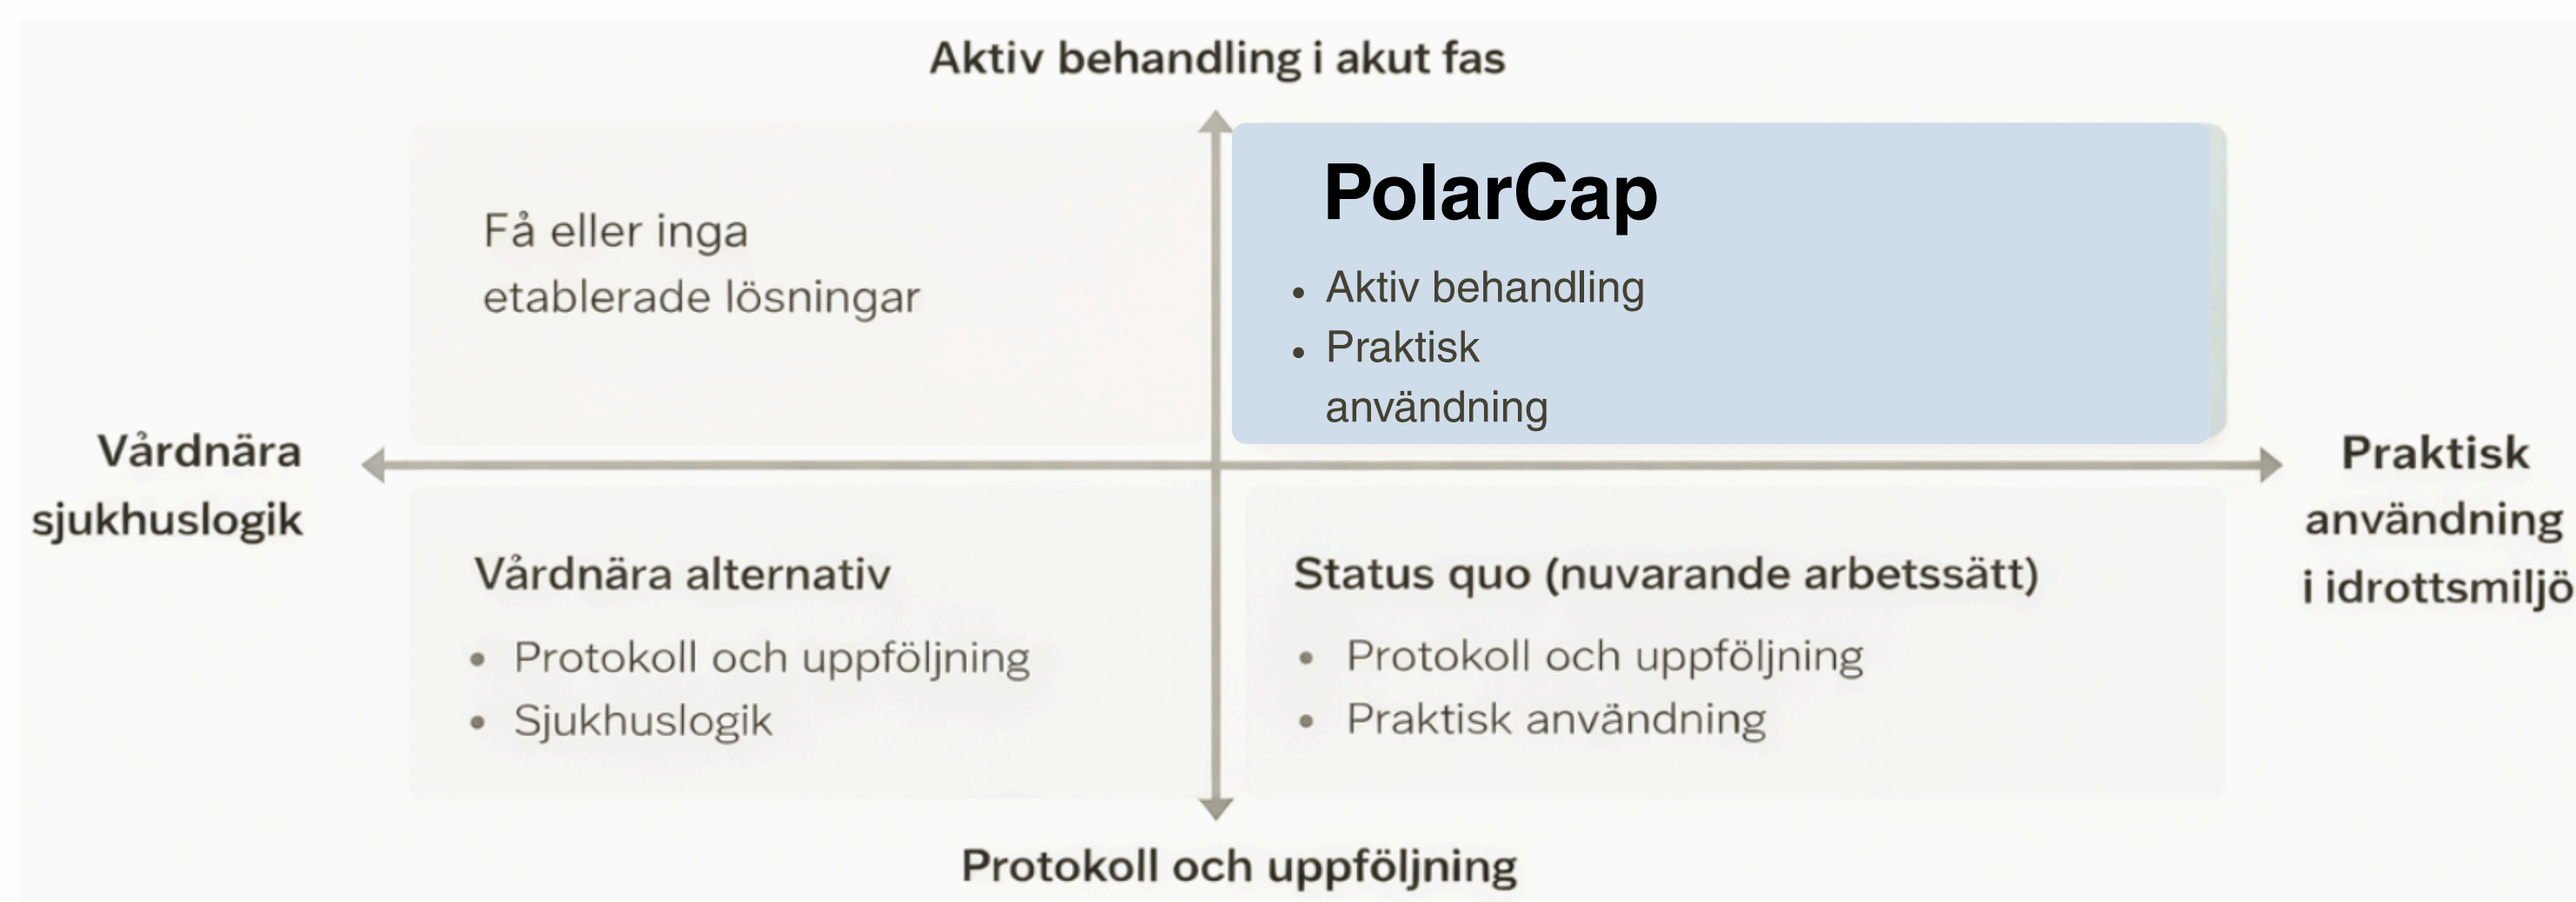 Aktiv behandling i akut fas
Få eller inga
etablerade lösningar
PolarCap
• Aktiv behandling
• Praktisk
användning
Vårdnära
sjukhuslogik
Praktisk
användning
i idrottsmiljö
Vårdnära alternativ
• Protokoll och uppföljning
• Sjukhuslogik
Status quo (nuvarande arbetssätt)
• Protokoll och uppföljning
• Praktisk användning
Protokoll och uppföljning